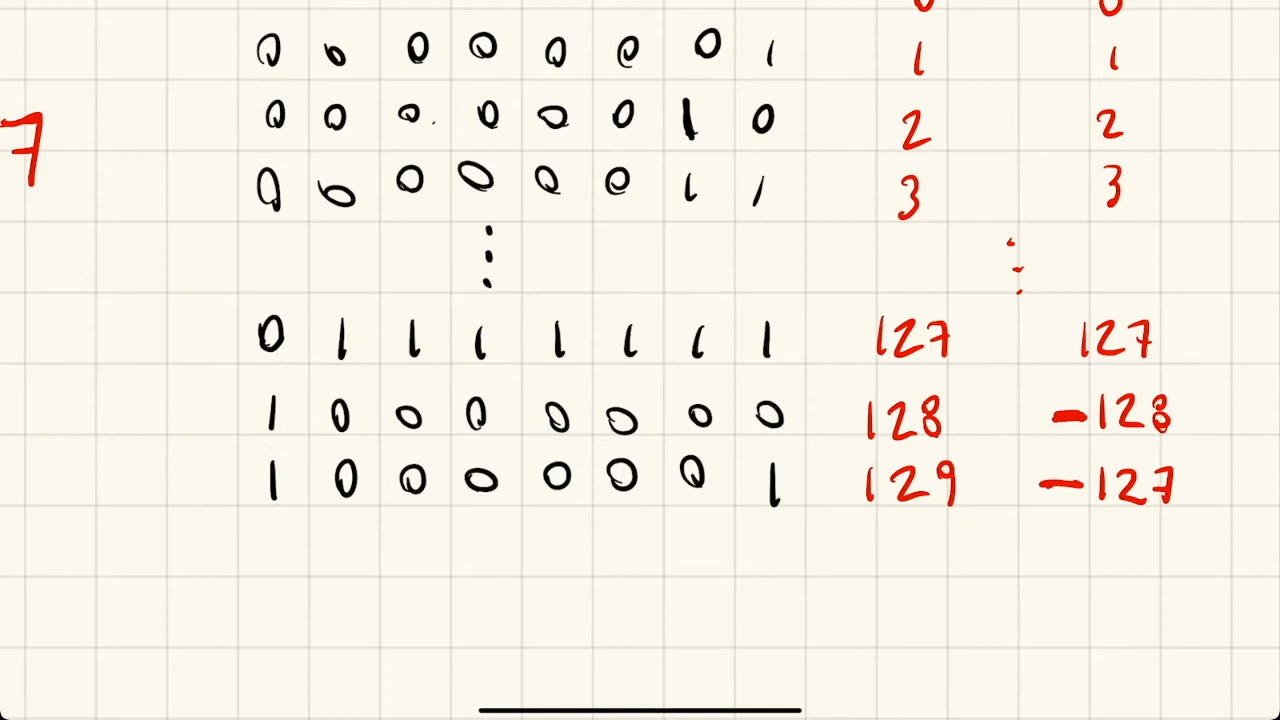 0 0
0 0 0 0 0 0 0 1 1 1
7 0 0 0 0 0 0 1 0 2 2
0 0 0 0 0 0 1 1 3 3
0 1 1 1 1 1 1 1 127 127
1 0 0 0 0 0 0 0 128 -128
1 0 0 0 0 0 0 1 129 -127